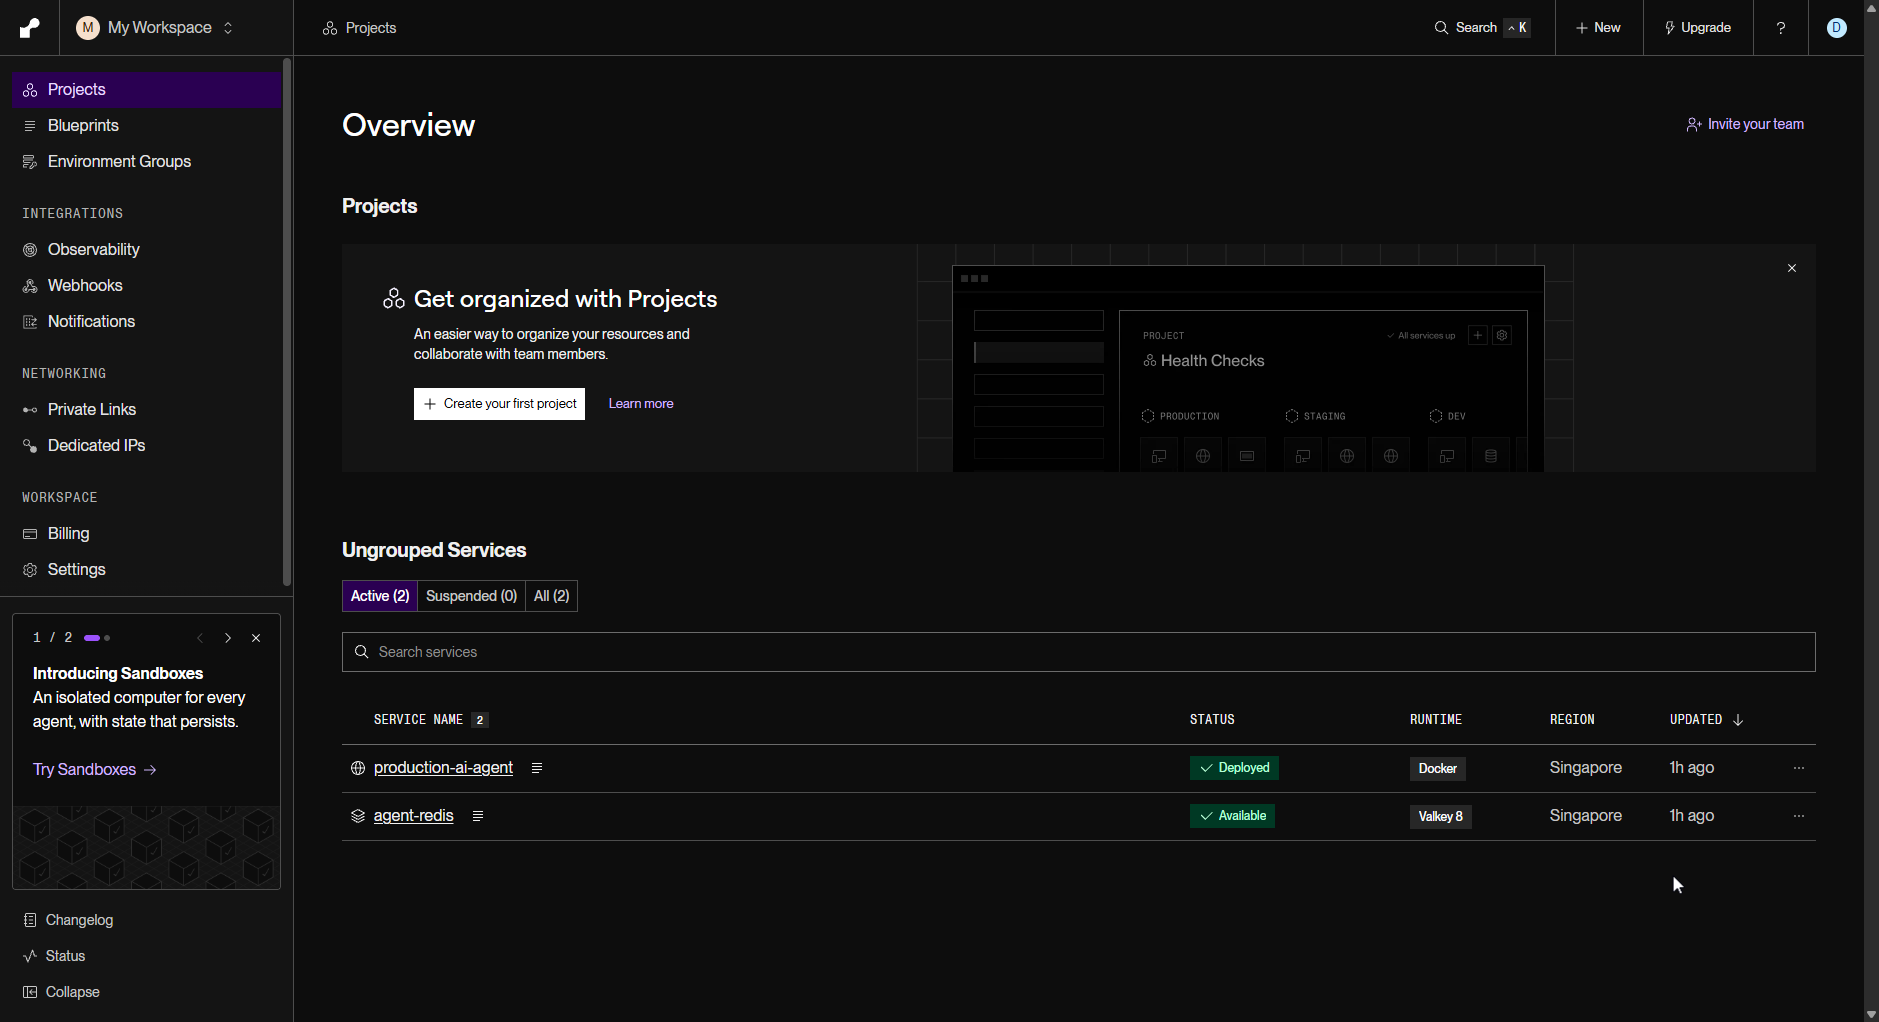 M My Workspace
Projects
Search ^ K
+ New
Upgrade
?
D
Projects
Blueprints
Environment Groups
INTEGRATIONS
Observability
Webhooks
Notifications
NETWORKING
Private Links
Dedicated IPs
WORKSPACE
Billing
Settings
1 / 2
Introducing Sandboxes
An isolated computer for every
agent, with state that persists.
Try Sandboxes →
Changelog
Status
Collapse
Overview
Invite your team
Projects
Get organized with Projects
An easier way to organize your resources and
collaborate with team members.
+ Create your first project
Learn more
PROJECT
All services up
Health Checks
PRODUCTION
STAGING
DEV
Ungrouped Services
Active (2)
Suspended (0)
All (2)
Search services
SERVICE NAME 2
STATUS
RUNTIME
REGION
UPDATED ↓
production-ai-agent
Deployed
Docker
Singapore
1h ago
agent-redis
Available
Valkey 8
Singapore
1h ago